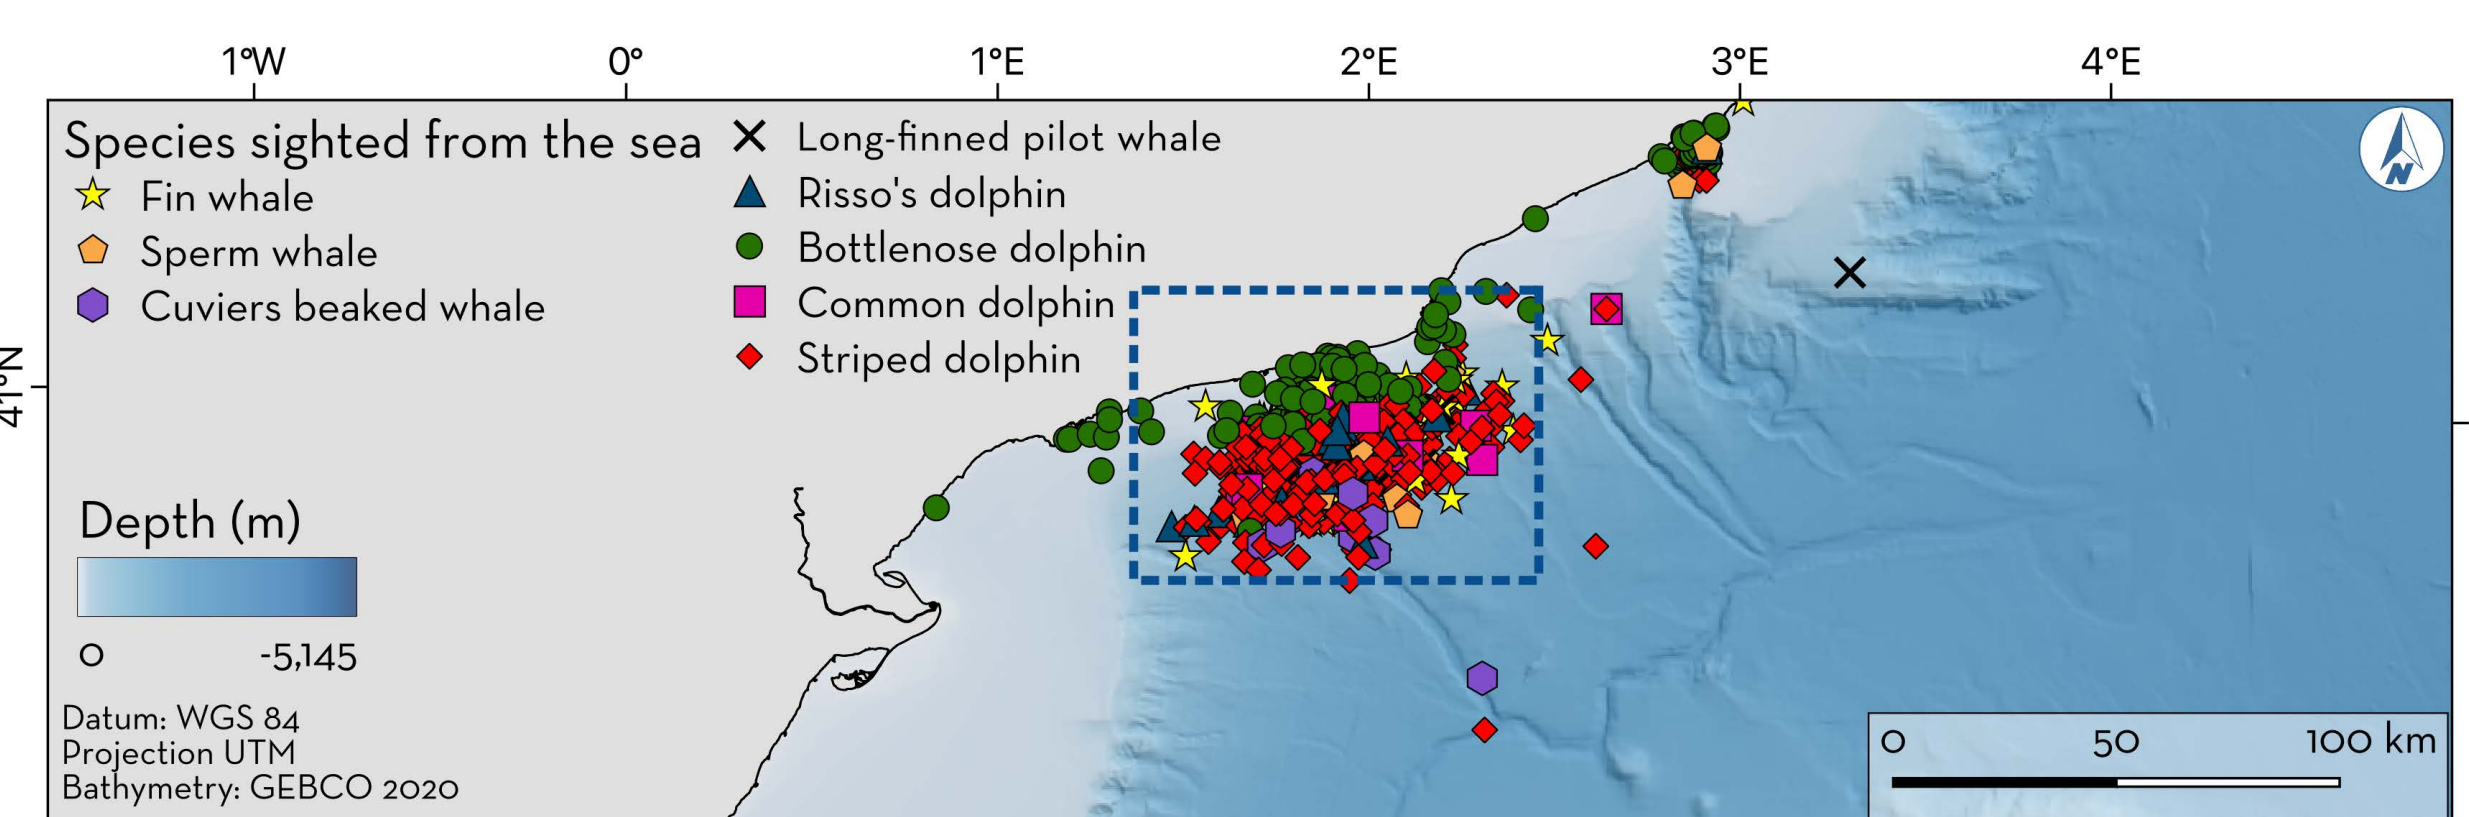 1°W 0° 1°E 2°E 3°E 4°E
41°N
Species sighted from the sea
Fin whale
Sperm whale
Cuviers beaked whale
Long-finned pilot whale
Risso's dolphin
Bottlenose dolphin
Common dolphin
Striped dolphin
N
Depth (m)
0 -5,145
Datum: WGS 84
Projection UTM
Bathymetry: GEBCO 2020
0 50 100 km